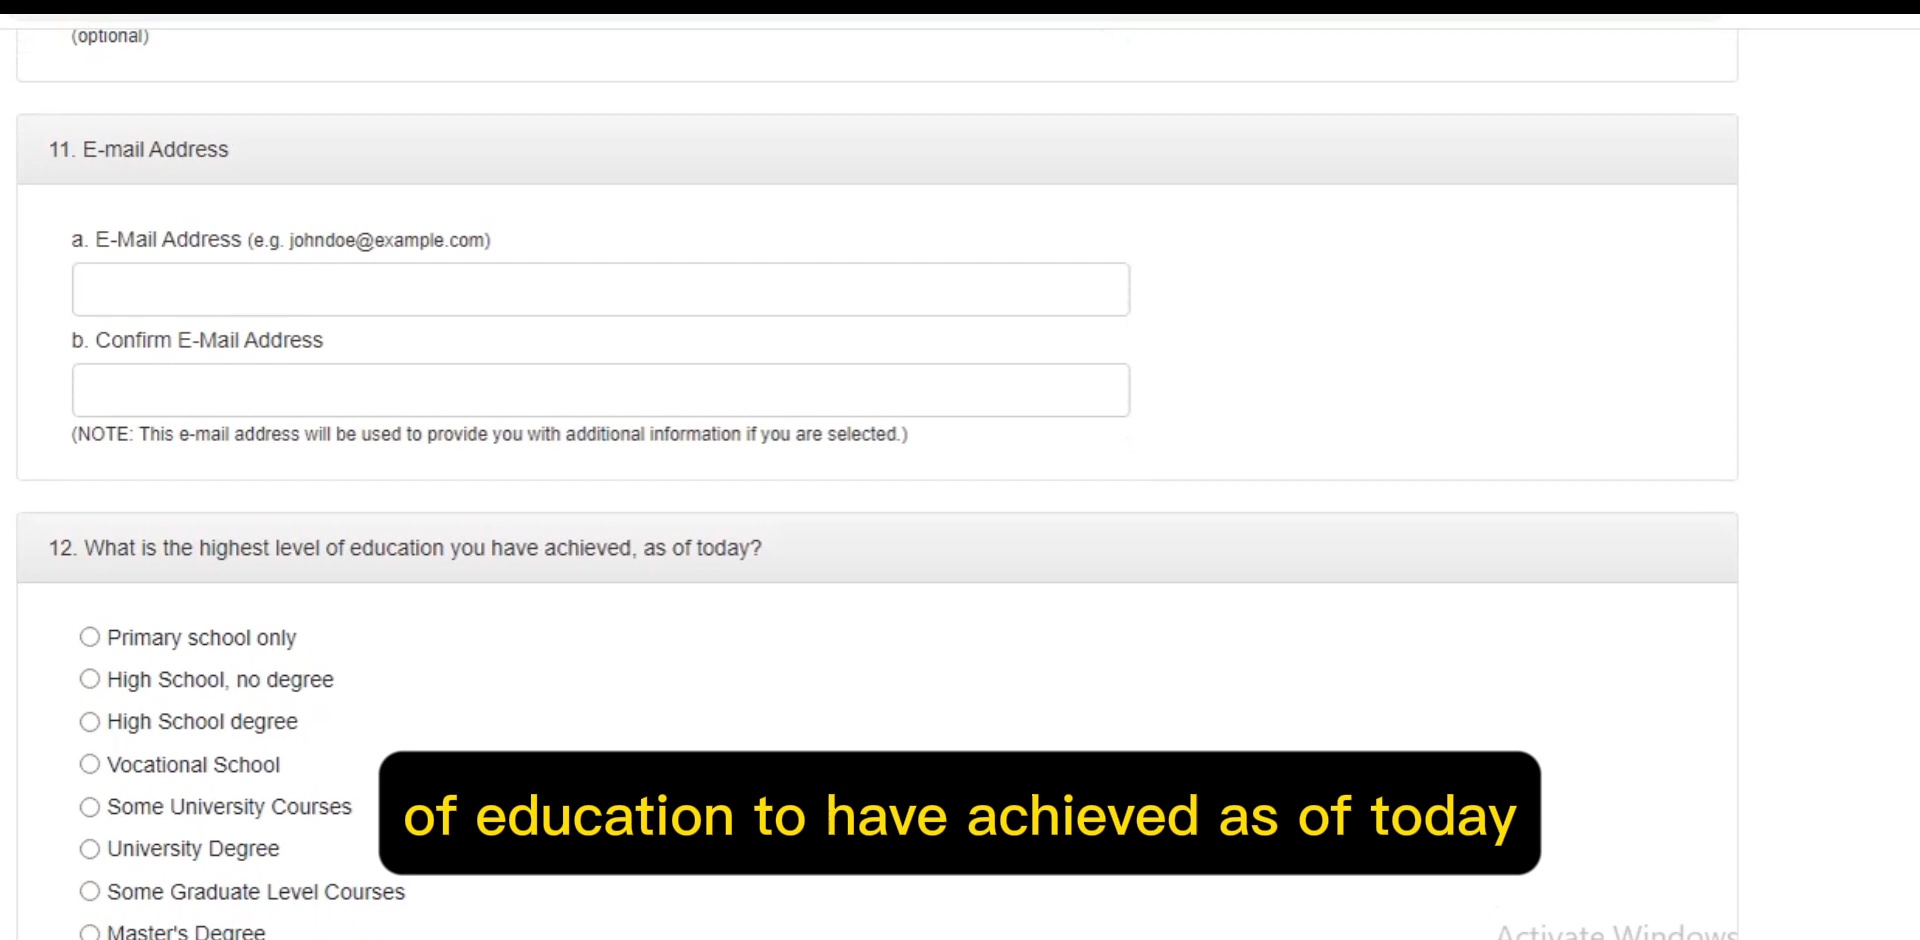 (optional)
11. E-mail Address
a. E-Mail Address (e.g. johndoe@example.com)
b. Confirm E-Mail Address
(NOTE: This e-mail address will be used to provide you with additional information if you are selected.)
12. What is the highest level of education you have achieved, as of today?
Primary school only
High School, no degree
High School degree
Vocational School
Some University Courses
University Degree
Some Graduate Level Courses
Master's Degree
of education to have achieved as of today
Activate Windows